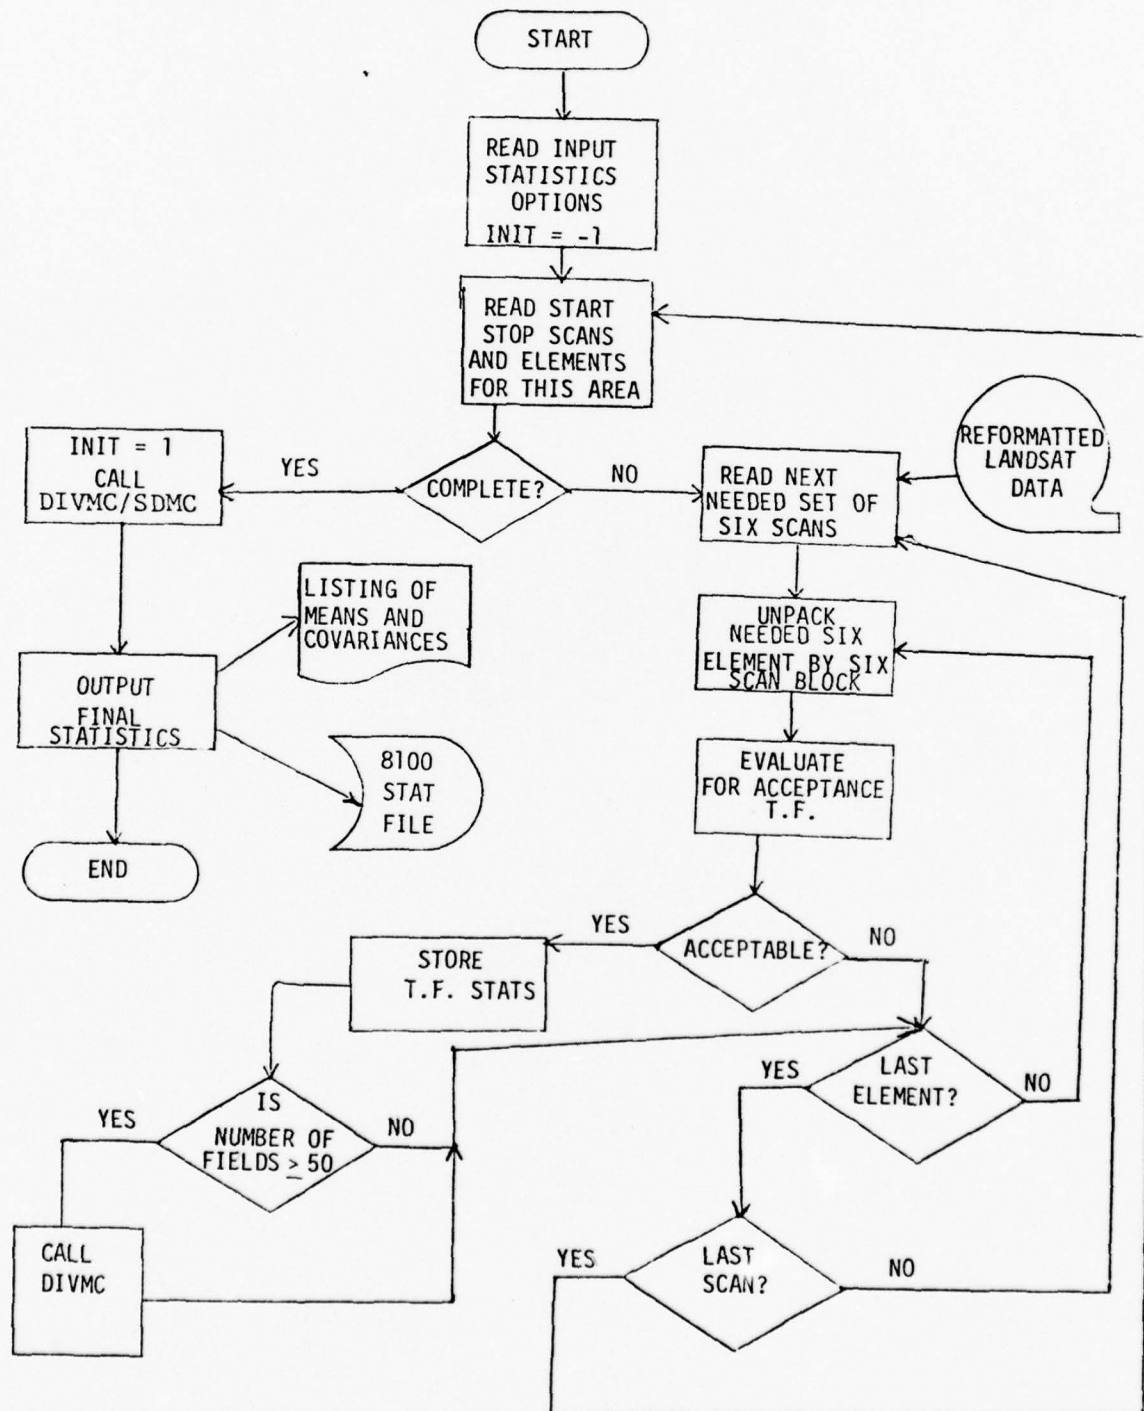 START
READ INPUT
STATISTICS
OPTIONS
INIT = -1
READ START
STOP SCANS
AND ELEMENTS
FOR THIS AREA
COMPLETE?
YES
NO
INIT = 1
CALL
DIVMC/SDMC
READ NEXT
NEEDED SET OF
SIX SCANS
REFORMATTED
LANDSAT
DATA
LISTING OF
MEANS AND
COVARIANCES
OUTPUT
FINAL
STATISTICS
8100
STAT
FILE
END
UNPACK
NEEDED SIX
ELEMENT BY SIX
SCAN BLOCK
EVALUATE
FOR ACCEPTANCE
T.F.
ACCEPTABLE?
YES
NO
STORE
T.F. STATS
IS
NUMBER OF
FIELDS ≥ 50
YES
NO
CALL
DIVMC
LAST
ELEMENT?
YES
NO
LAST
SCAN?
YES
NO